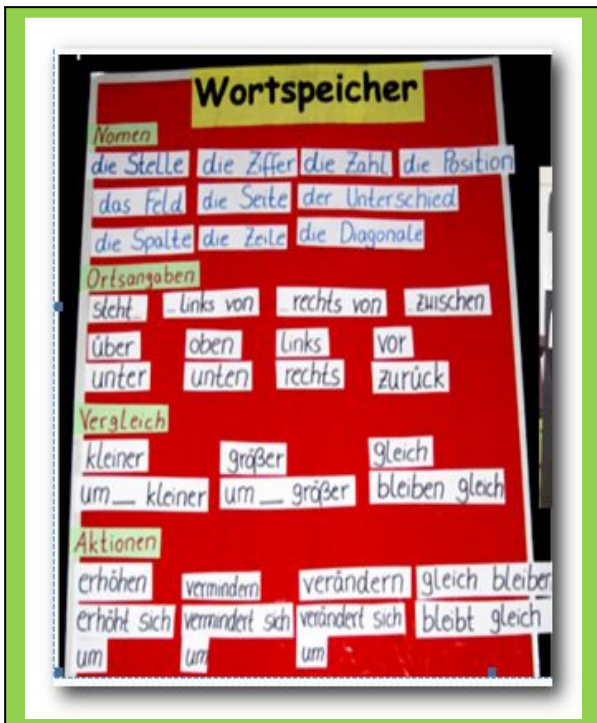 Wortspeicher
Nomen
die Stelle die Ziffer die Zahl die Position
das Feld die Seite der Unterschied
die Spalte die Zeile die Diagonale
Ortsangaben
steht.. ..links von ..rechts von ..zwischen
über oben links vor
unter unten rechts zurück
Vergleich
kleiner größer gleich
um__ kleiner um__ größer bleiben gleich
Aktionen
erhöhen vermindern verändern gleich bleiben
erhöht sich vermindert sich verändert sich bleibt gleich
um um um